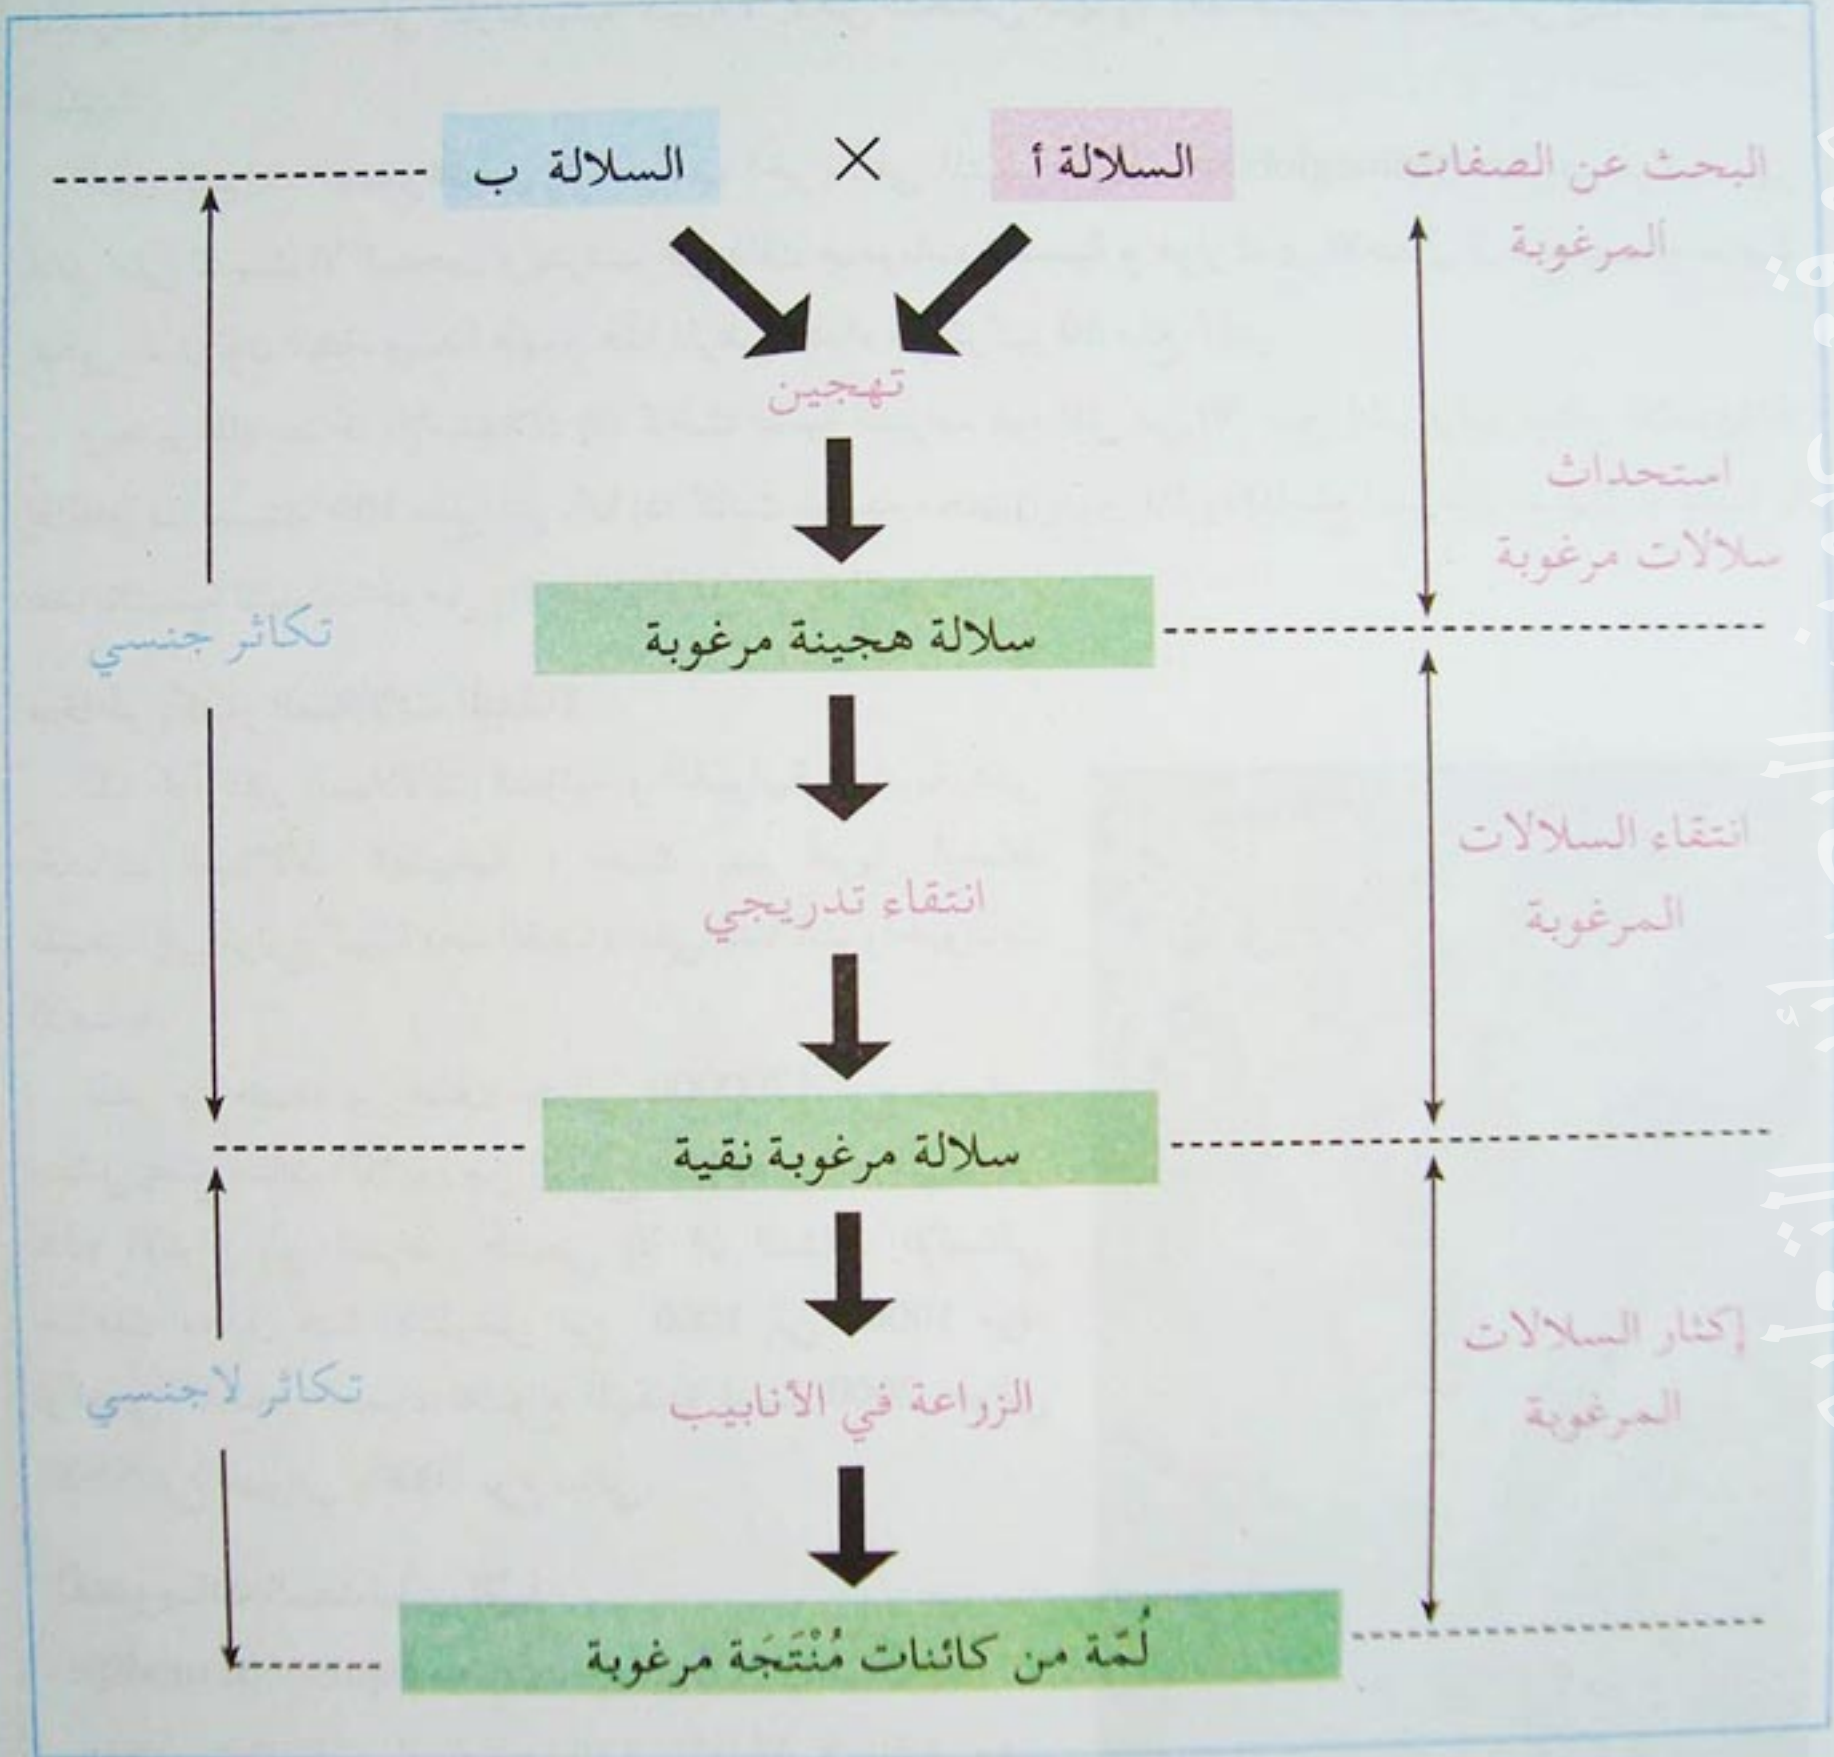 البحث عن الصفات
المرغوبة
السلالة أ
×
السلالة ب
تهجين
استحداث
سلالات مرغوبة
سلالة هجينة مرغوبة
تكاثر جنسي
انتقاء السلالات
المرغوبة
انتقاء تدريجي
سلالة مرغوبة نقية
إكثار السلالات
المرغوبة
الزراعة في الأنابيب
تكاثر لاجنسي
لُمّة من كائنات مُنْتَجَة مرغوبة